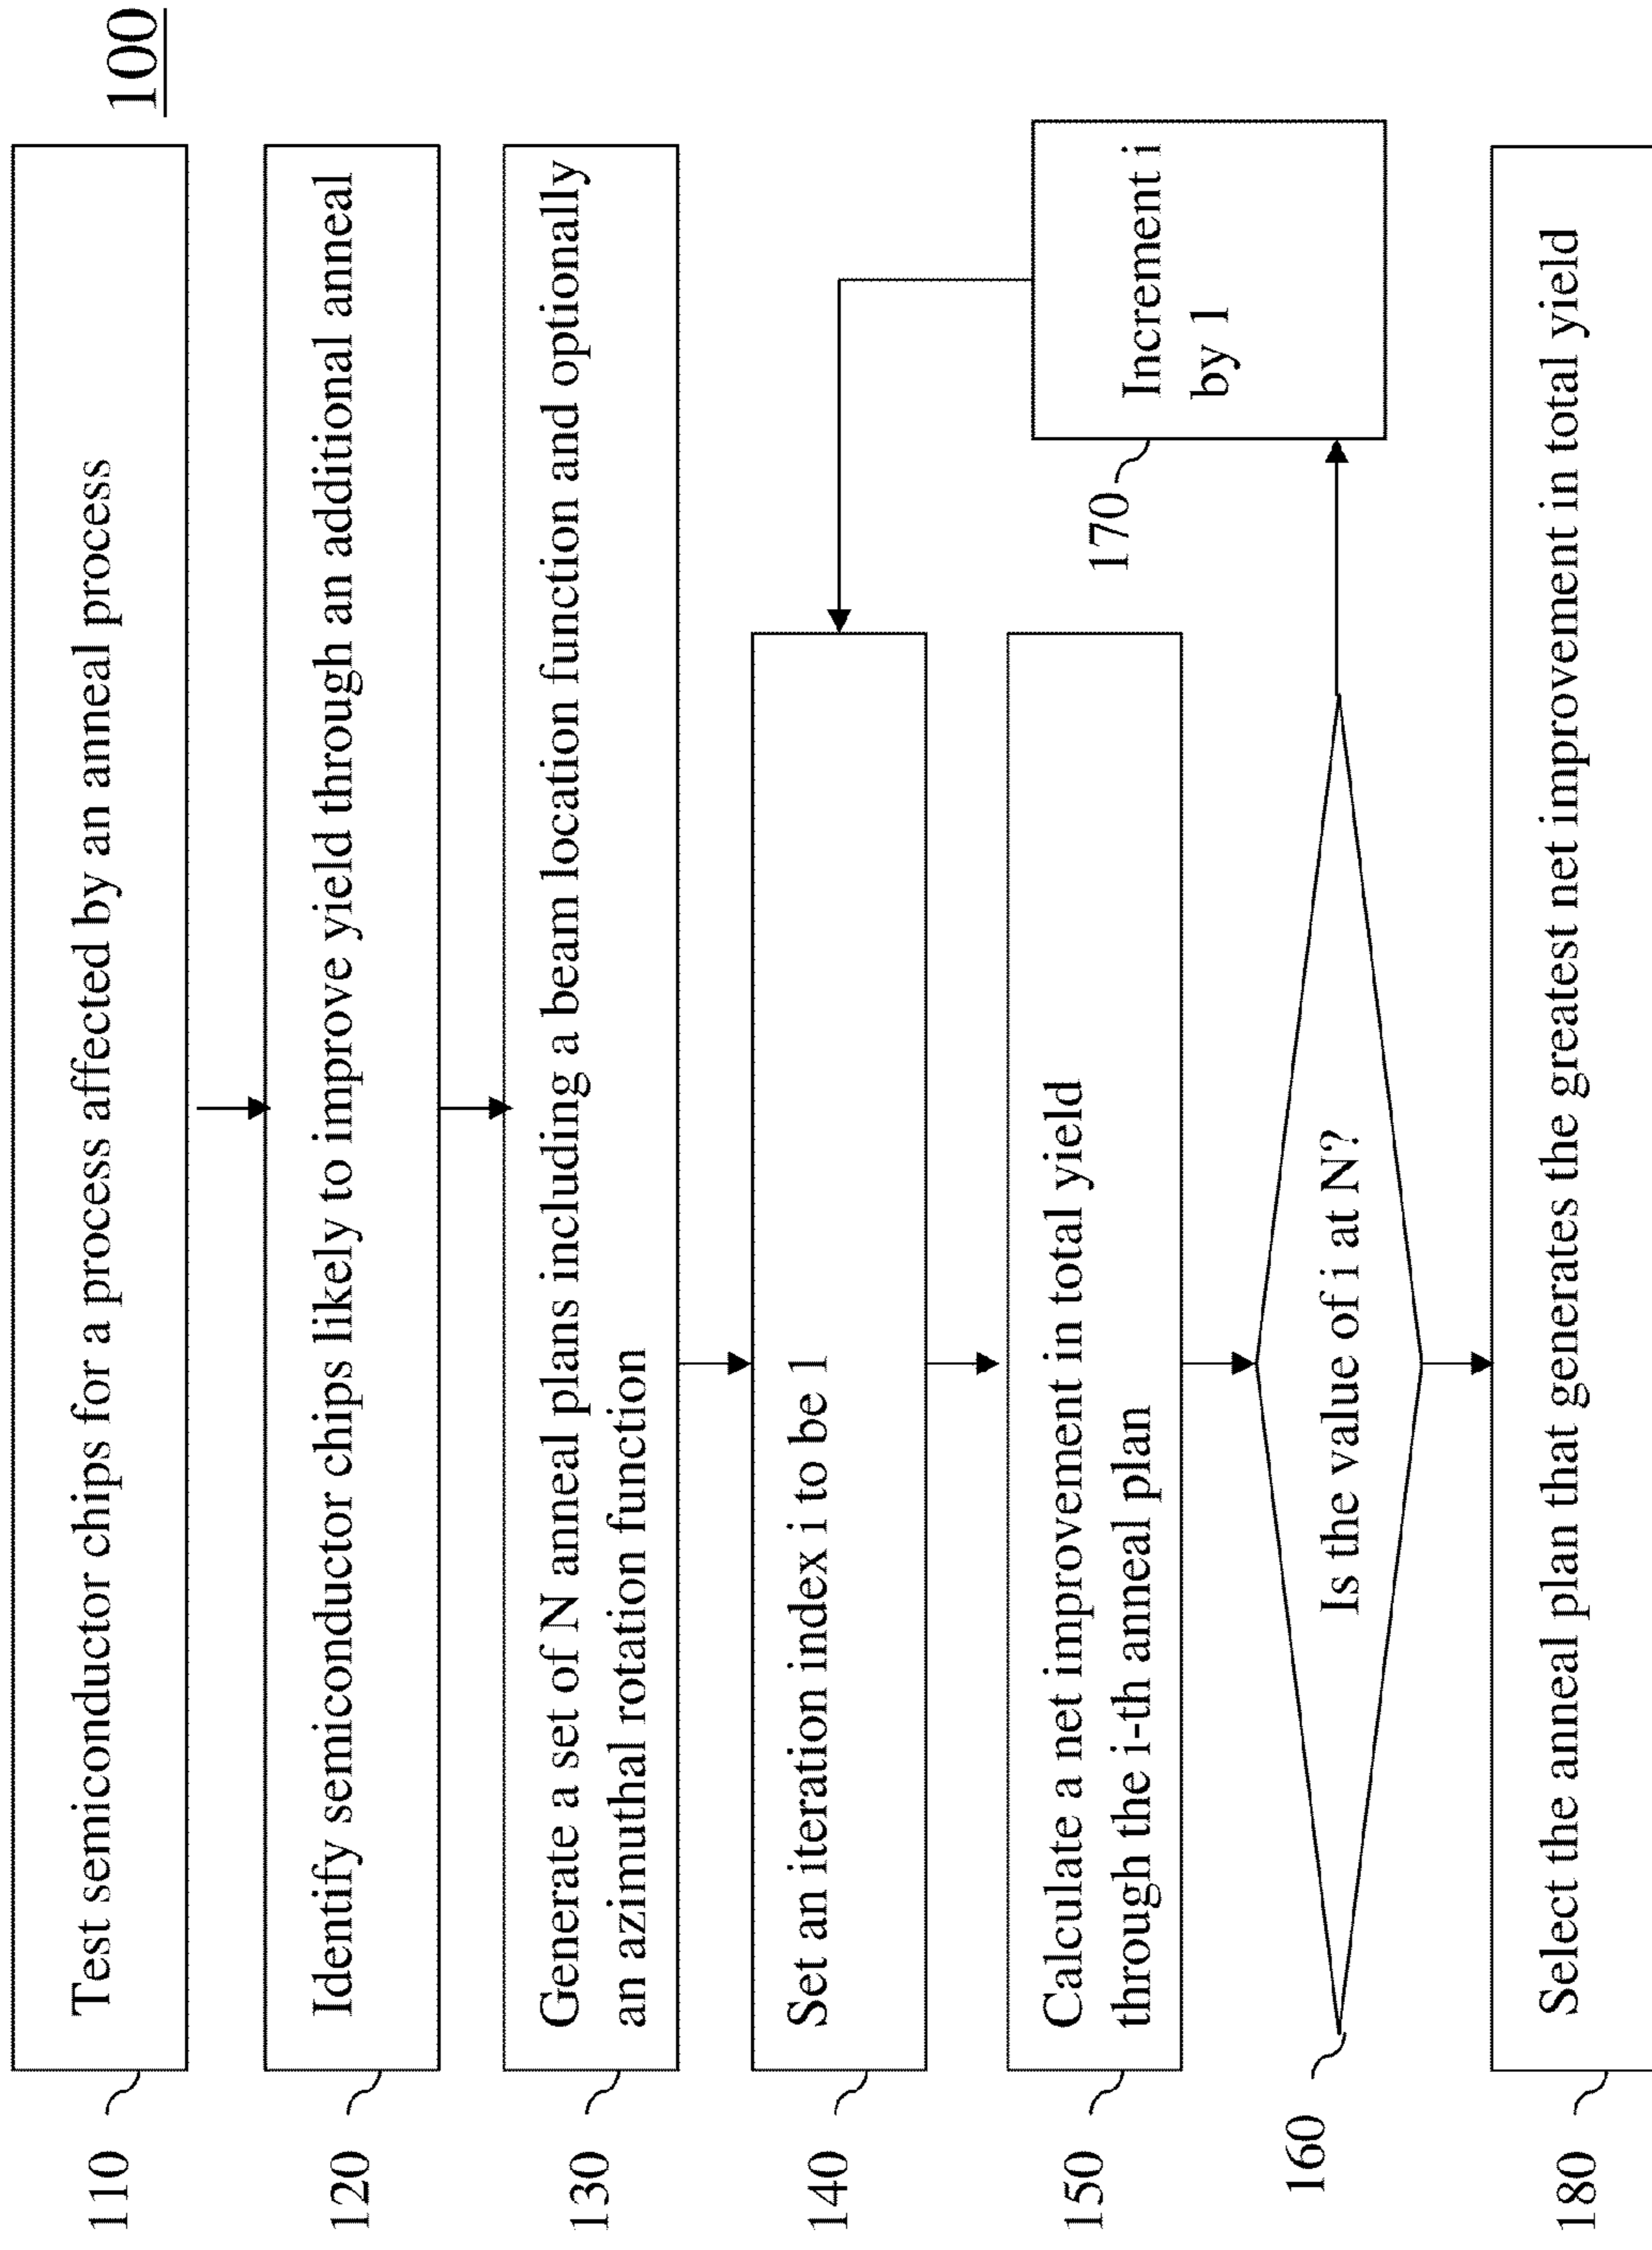 100
110
Test semiconductor chips for a process affected by an anneal process
120
Identify semiconductor chips likely to improve yield through an additional anneal
130
Generate a set of N anneal plans including a beam location function and optionally
an azimuthal rotation function
140
Set an iteration index i to be 1
150
Calculate a net improvement in total yield
through the i-th anneal plan
160
Is the value of i at N?
170
Increment i
by 1
180
Select the anneal plan that generates the greatest net improvement in total yield